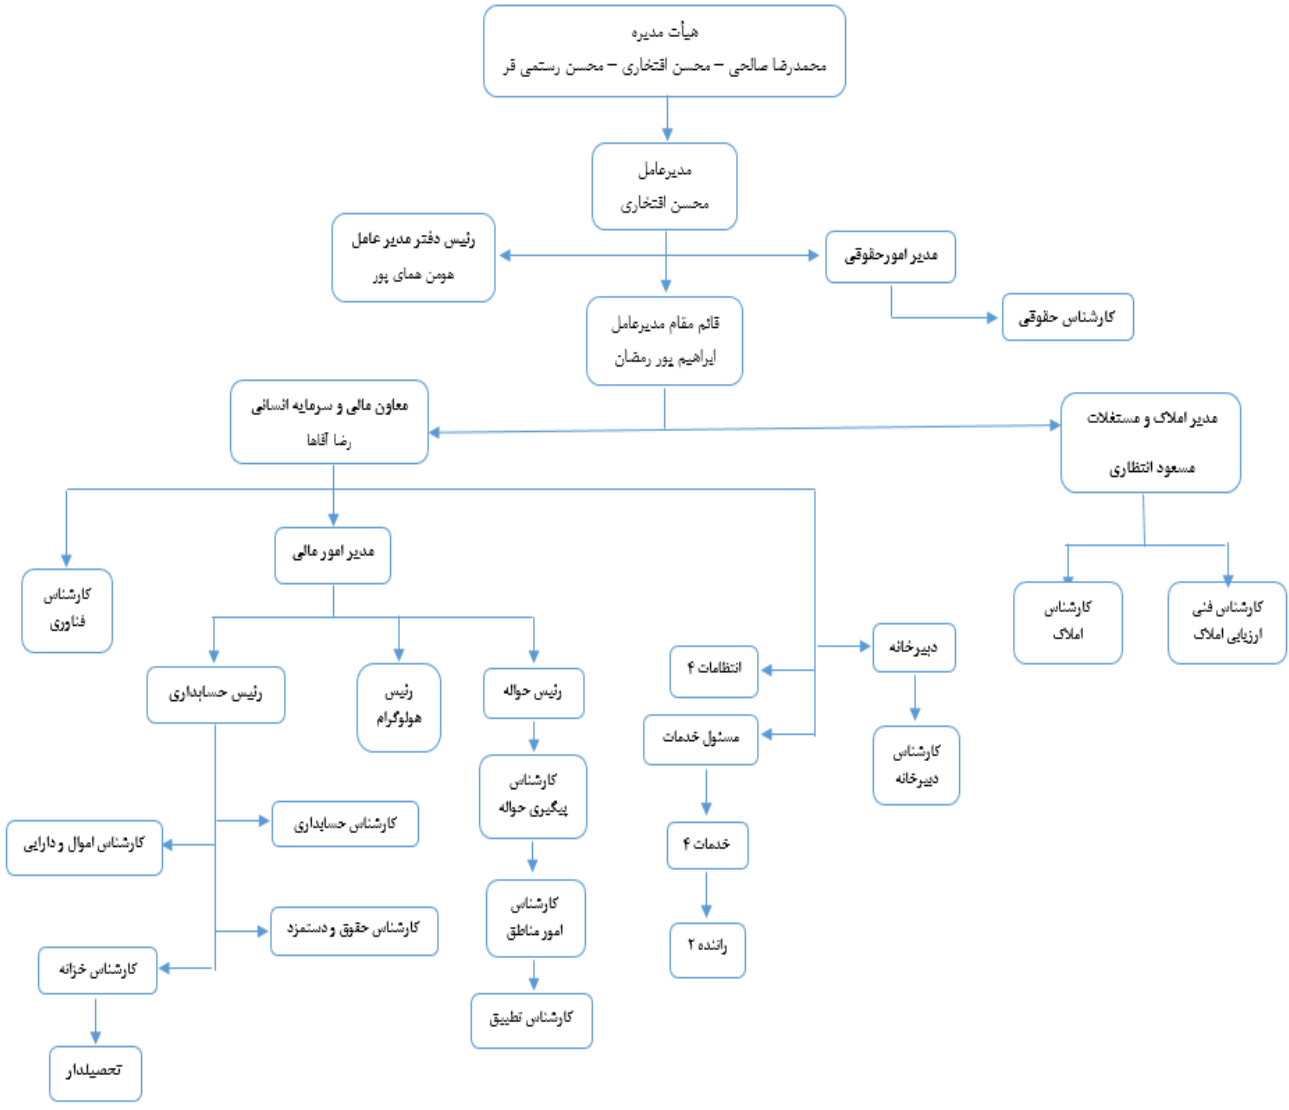 هیأت مدیره
محمدرضا صالحی – محسن اقتخاری – محسن رستمی قر
مدیرعامل
محسن اقتخاری
رئیس دفتر مدیر عامل
هومن همای پور
مدیر امورحقوقی
کارشناس حقوقی
قائم مقام مدیرعامل
ابراهیم پور رمضان
معاون مالی و سرمایه انسانی
رضا آقاها
مدیر املاک و مستغلات
مسعود انتظاری
مدیر امور مالی
کارشناس
فناوری
کارشناس
املاک
کارشناس فنی
ارزیابی املاک
دبیرخانه
انتظامات ۴
رئیس حسابداری
رئیس
هولوگرام
رئیس حواله
مسئول خدمات
کارشناس
دبیرخانه
کارشناس
پیگیری حواله
کارشناس حسابداری
کارشناس اموال و دارایی
خدمات ۴
کارشناس
امور مناطق
کارشناس حقوق و دستمزد
راننده ۲
کارشناس خزانه
کارشناس تطبیق
تحصیلدار